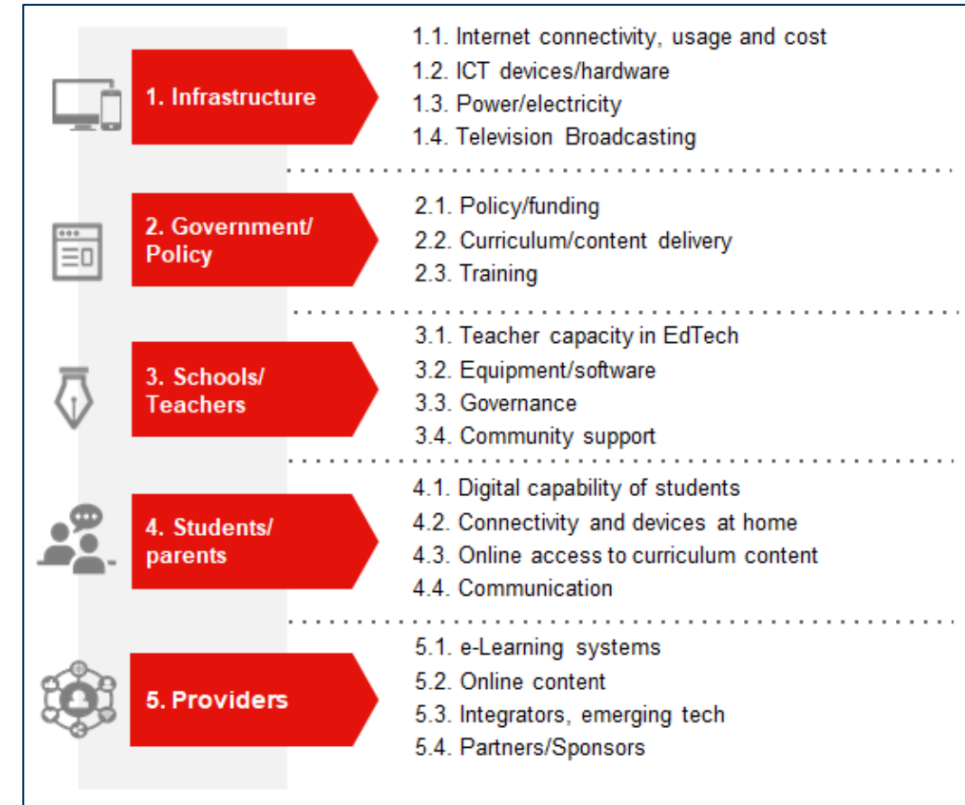 1. Infrastructure
1.1. Internet connectivity, usage and cost
1.2. ICT devices/hardware
1.3. Power/electricity
1.4. Television Broadcasting
2. Government/
Policy
2.1. Policy/funding
2.2. Curriculum/content delivery
2.3. Training
3. Schools/
Teachers
3.1. Teacher capacity in EdTech
3.2. Equipment/software
3.3. Governance
3.4. Community support
4. Students/
parents
4.1. Digital capability of students
4.2. Connectivity and devices at home
4.3. Online access to curriculum content
4.4. Communication
5. Providers
5.1. e-Learning systems
5.2. Online content
5.3. Integrators, emerging tech
5.4. Partners/Sponsors